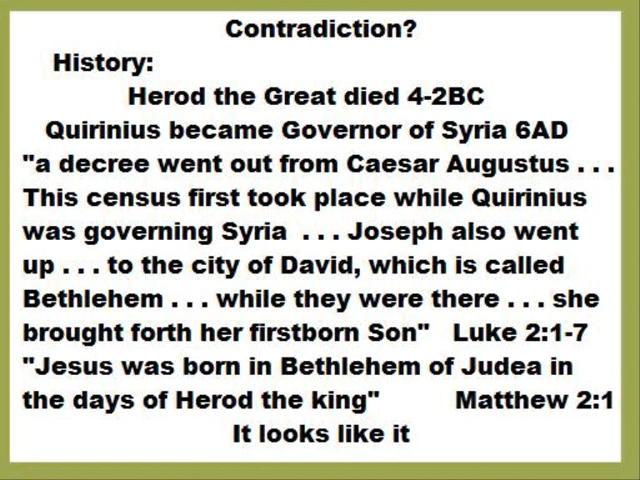 Contradiction?
History:
Herod the Great died 4-2BC
Quirinius became Governor of Syria 6AD
"a decree went out from Caesar Augustus . . .
This census first took place while Quirinius
was governing Syria . . . Joseph also went
up . . . to the city of David, which is called
Bethlehem . . . while they were there . . . she
brought forth her firstborn Son" Luke 2:1-7
"Jesus was born in Bethlehem of Judea in
the days of Herod the king" Matthew 2:1
It looks like it